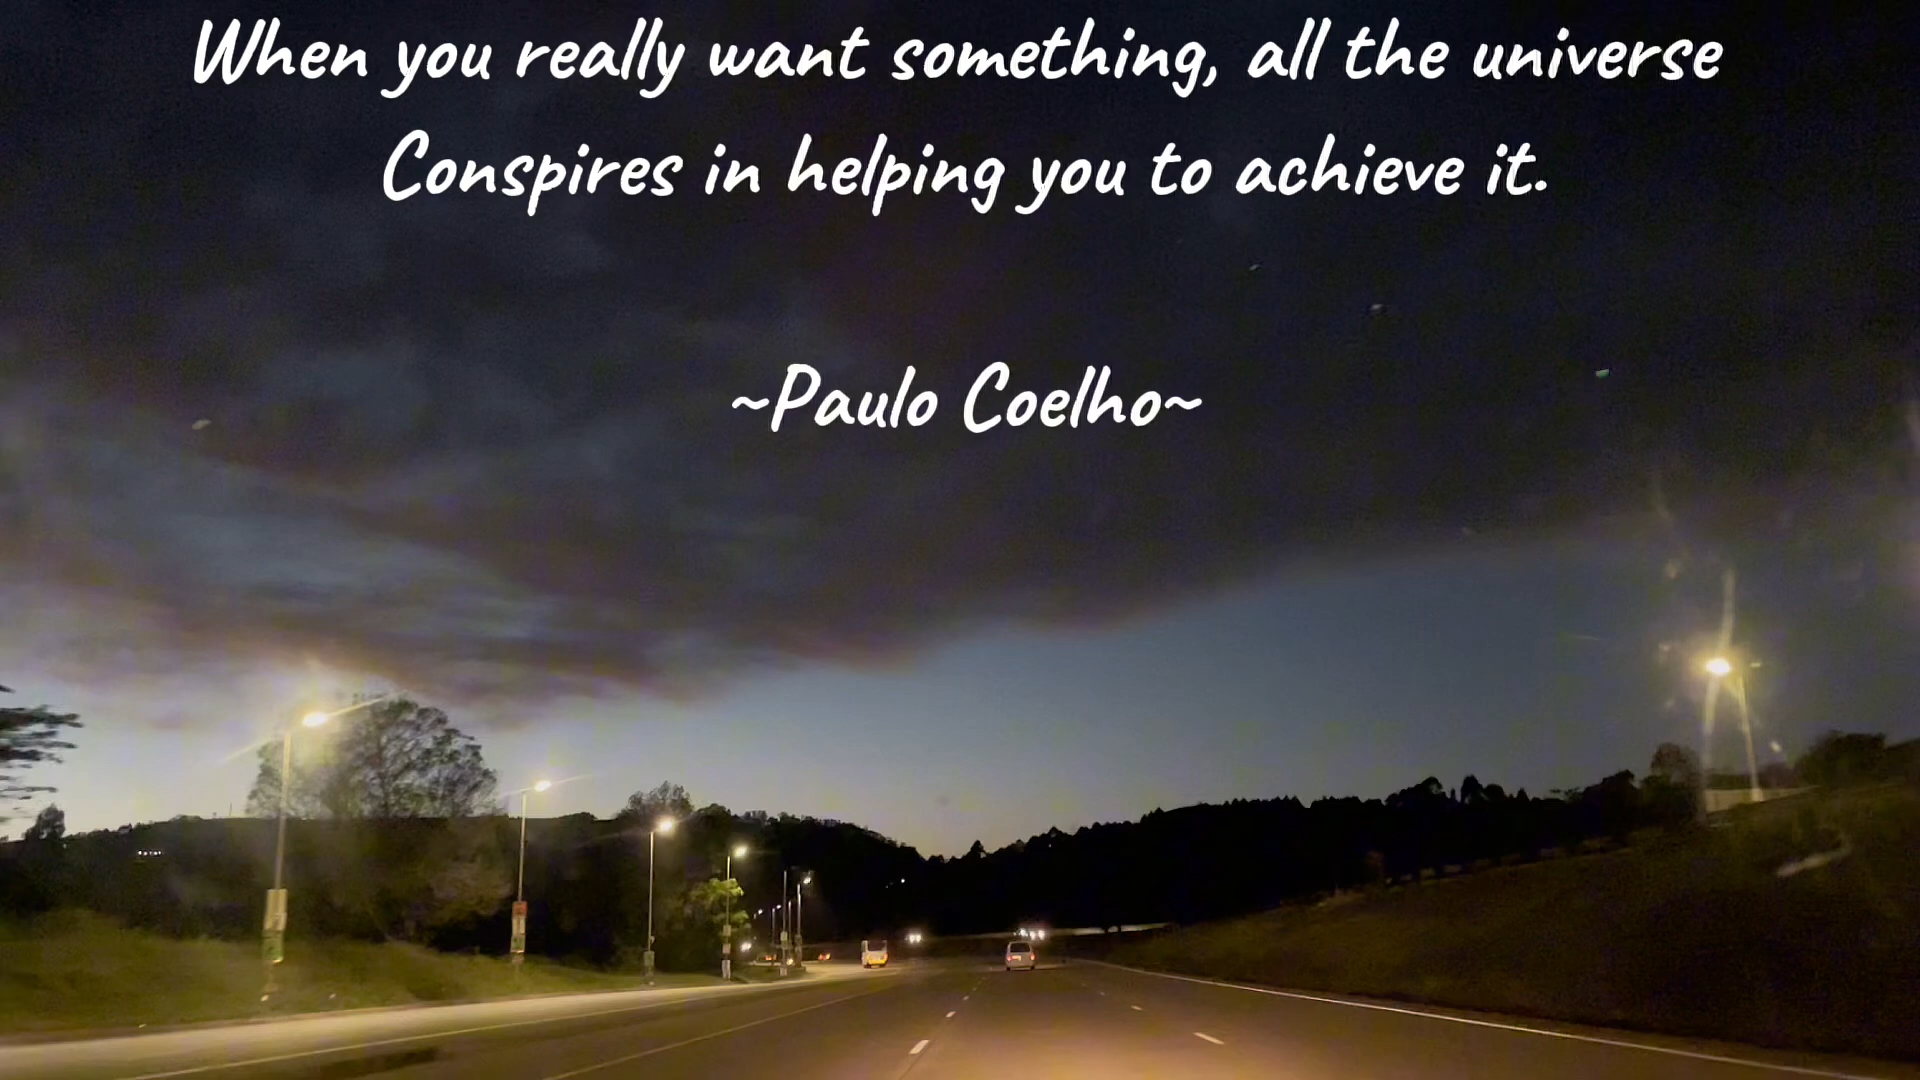 When you really want something, all the universe
Conspires in helping you to achieve it.
~Paulo Coelho~